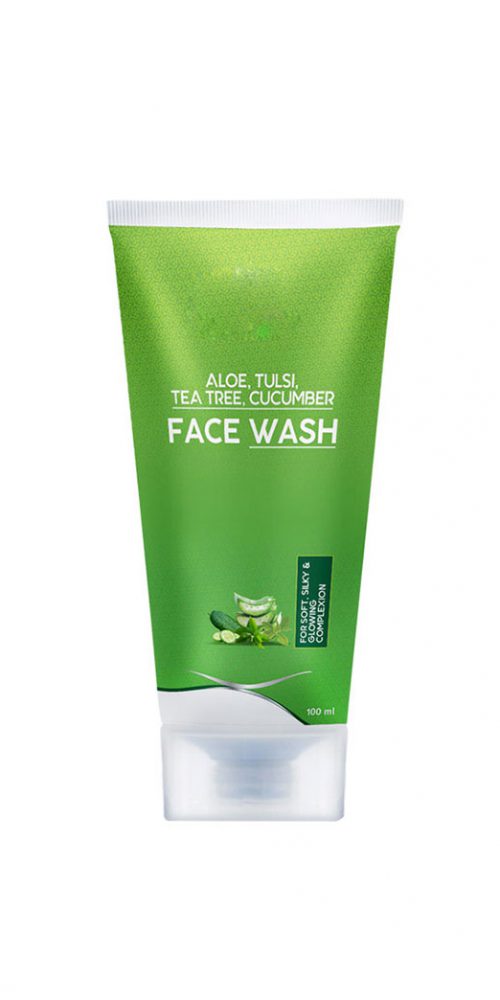 ALOE, TULSI,
TEA TREE, CUCUMBER
FACE WASH
FOR SOFT, SILKY &
GLOWING
COMPLEXION
100 ml